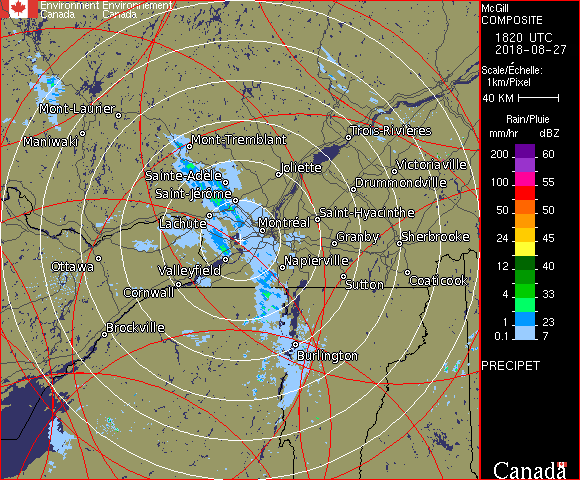 Environment Environnement
Canada Canada
McGill
COMPOSITE
1820 UTC
2018-08-27
Scale/Échelle:
1km/Pixel
40 KM
Rain/Pluie
mm/hr dBZ
200 60
100 55
50 50
24 45
12 40
4 33
1 23
0.1 7
PRECIPET
Canada
Mont-Laurier
Maniwaki
Mont-Tremblant
Trois-Rivières
Sainte-Adèle
Joliette
Victoriaville
Saint-Jérôme
Drummondville
Lachute
Montréal
Saint-Hyacinthe
Granby
Sherbrooke
Ottawa
Valleyfield
Napierville
Cornwall
Sutton
Coaticook
Brockville
Burlington